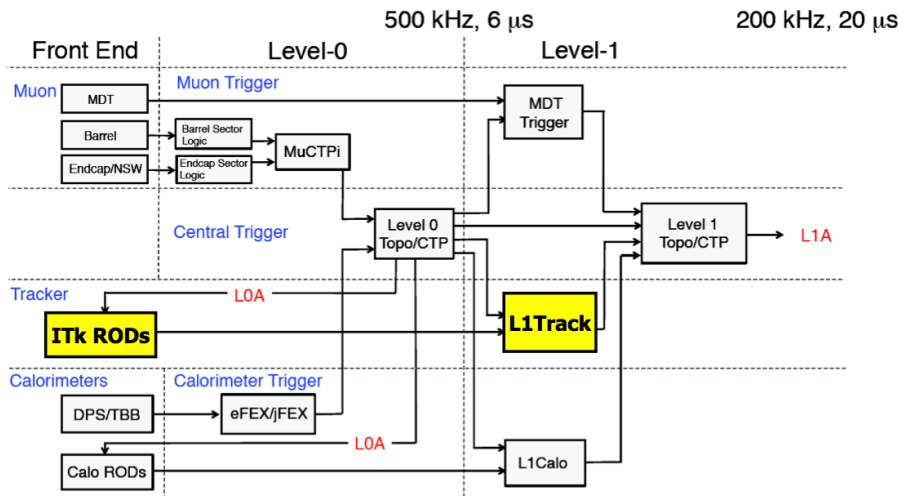 500 kHz, 6 μs
200 kHz, 20 μs
Front End
Level-0
Level-1
Muon
Muon Trigger
MDT
MDT
Trigger
Barrel
Barrel Sector
Logic
MuCTPi
Endcap/NSW
Endcap Sector
Logic
Central Trigger
Level 0
Topo/CTP
Level 1
Topo/CTP
L1A
Tracker
L0A
ITk RODs
L1Track
Calorimeters
Calorimeter Trigger
DPS/TBB
eFEX/jFEX
L0A
Calo RODs
L1Calo